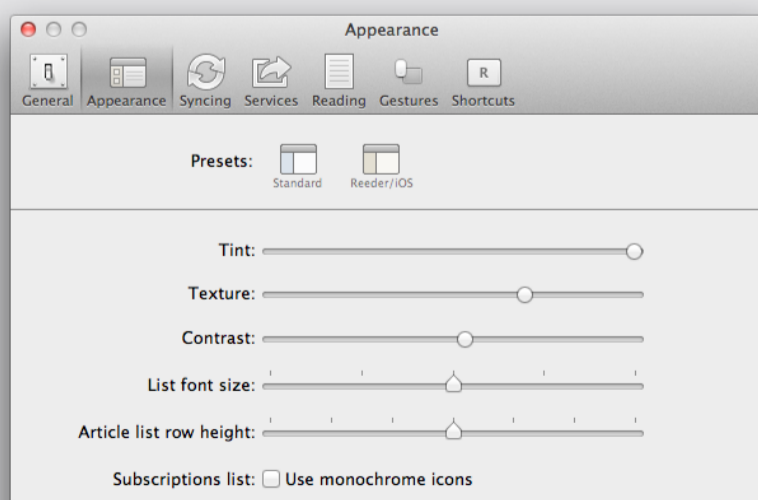 Appearance
General Appearance Syncing Services Reading Gestures R Shortcuts
Presets: Standard Reeder/iOS
Tint:
Texture:
Contrast:
List font size:
Article list row height:
Subscriptions list: Use monochrome icons